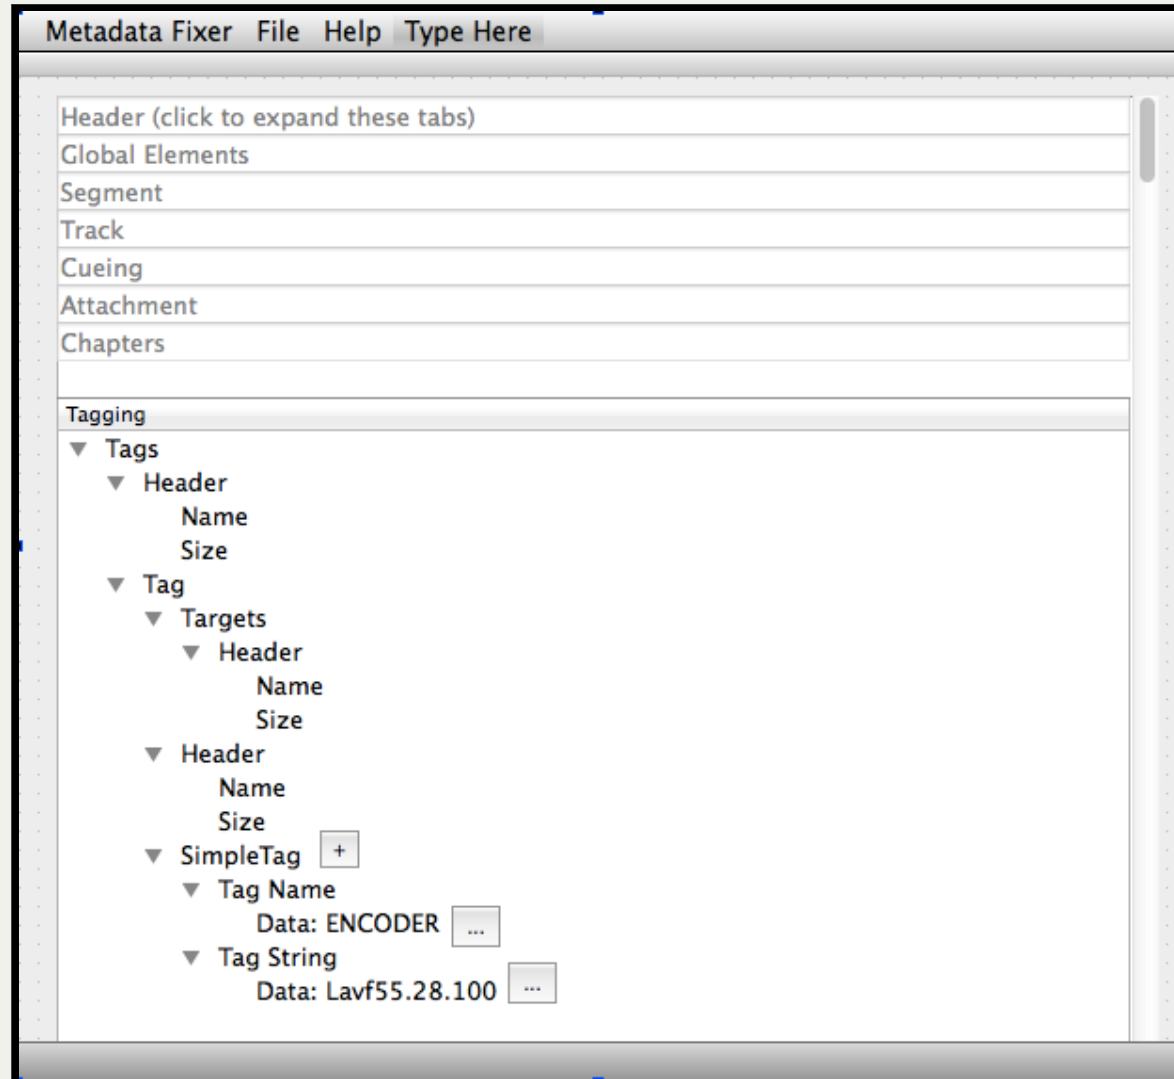 Metadata Fixer File Help Type Here
Header (click to expand these tabs)
Global Elements
Segment
Track
Cueing
Attachment
Chapters
Tagging
Tags
Header
Name
Size
Tag
Targets
Header
Name
Size
Header
Name
Size
SimpleTag +
Tag Name
Data: ENCODER ...
Tag String
Data: Lavf55.28.100 ...